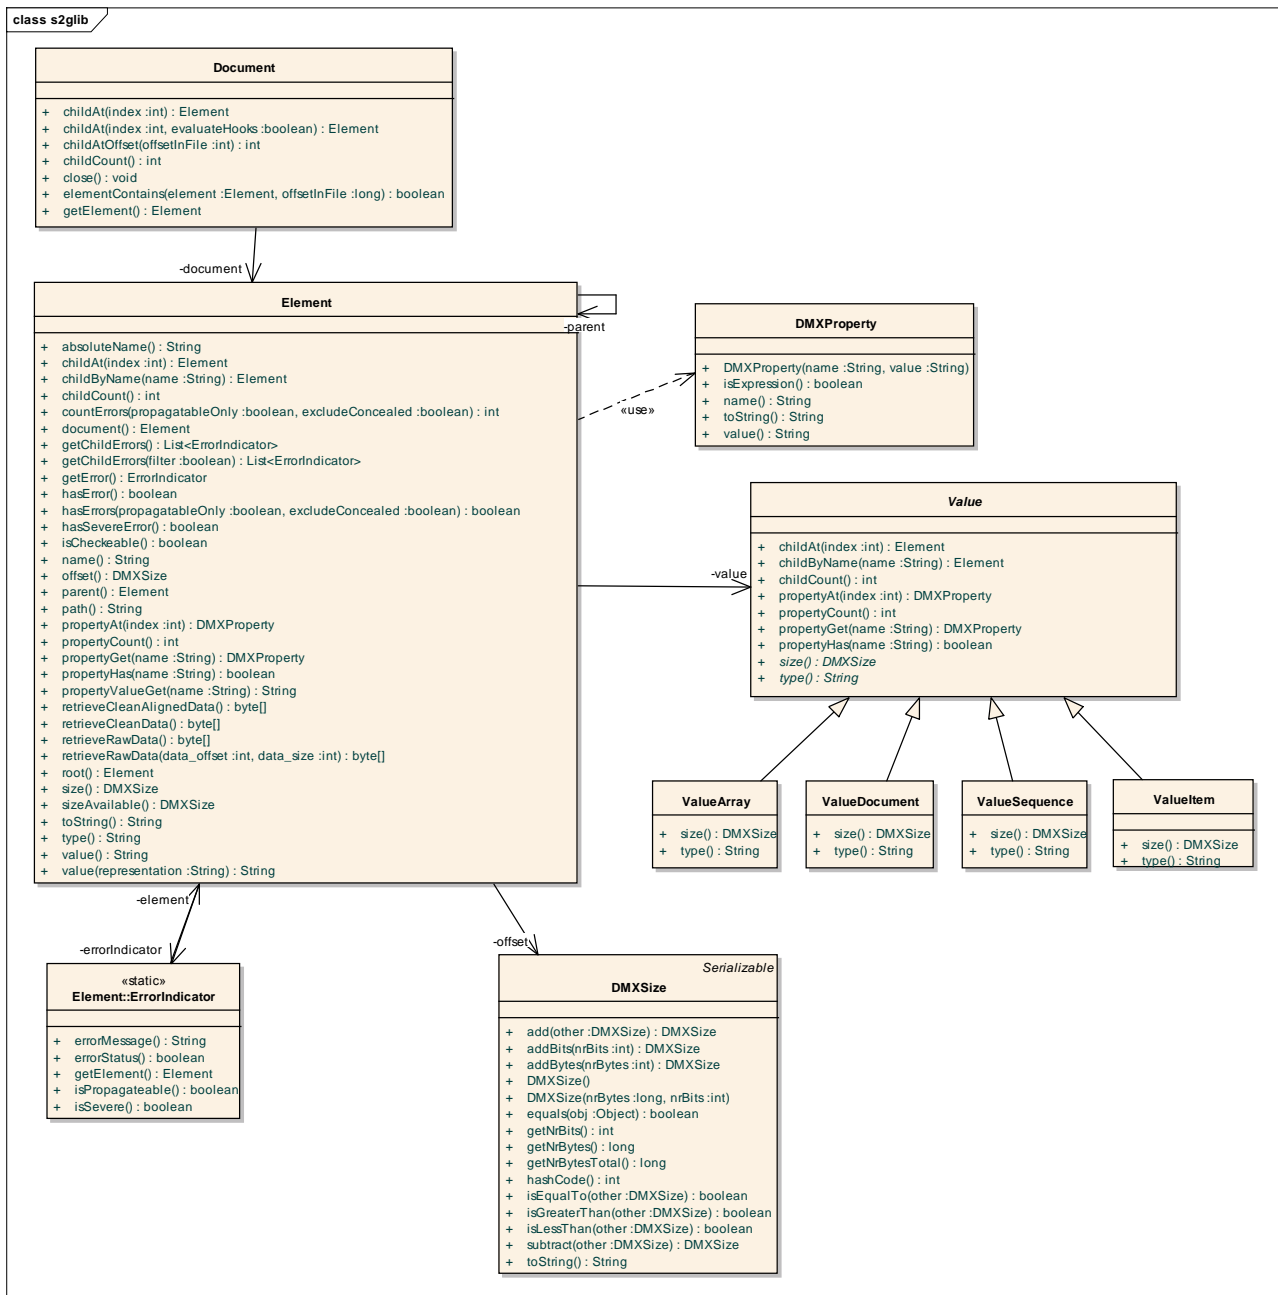 class s2glib
Document
+ childAt(index :int) : Element
+ childAt(index :int, evaluateHooks :boolean) : Element
+ childAtOffset(offsetInFile :int) : int
+ childCount() : int
+ close() : void
+ elementContains(element :Element, offsetInFile :long) : boolean
+ getElement() : Element
-document
Element
-parent
+ absoluteName() : String
+ childAt(index :int) : Element
+ childByName(name :String) : Element
+ childCount() : int
+ countErrors(propagatableOnly :boolean, excludeConcealed :boolean) : int
+ document() : Element
+ getChildErrors() : List<ErrorIndicator>
+ getChildErrors(filter :boolean) : List<ErrorIndicator>
+ getError() : ErrorIndicator
+ hasError() : boolean
+ hasErrors(propagatableOnly :boolean, excludeConcealed :boolean) : boolean
+ hasSevereError() : boolean
+ isCheckeable() : boolean
+ name() : String
+ offset() : DMXSize
+ parent() : Element
+ path() : String
+ propertyAt(index :int) : DMXProperty
+ propertyCount() : int
+ propertyGet(name :String) : DMXProperty
+ propertyHas(name :String) : boolean
+ propertyValueGet(name :String) : String
+ retrieveCleanAlignedData() : byte[]
+ retrieveCleanData() : byte[]
+ retrieveRawData() : byte[]
+ retrieveRawData(data_offset :int, data_size :int) : byte[]
+ root() : Element
+ size() : DMXSize
+ sizeAvailable() : DMXSize
+ toString() : String
+ type() : String
+ value() : String
+ value(representation :String) : String
«use»
DMXProperty
+ DMXProperty(name :String, value :String)
+ isExpression() : boolean
+ name() : String
+ toString() : String
+ value() : String
-value
Value
+ childAt(index :int) : Element
+ childByName(name :String) : Element
+ childCount() : int
+ propertyAt(index :int) : DMXProperty
+ propertyCount() : int
+ propertyGet(name :String) : DMXProperty
+ propertyHas(name :String) : boolean
+ size() : DMXSize
+ type() : String
ValueArray
+ size() : DMXSize
+ type() : String
ValueDocument
+ size() : DMXSize
+ type() : String
ValueSequence
+ size() : DMXSize
+ type() : String
ValueItem
+ size() : DMXSize
+ type() : String
-element
-errorIndicator
«static»
Element::ErrorIndicator
+ errorMessage() : String
+ errorStatus() : boolean
+ getElement() : Element
+ isPropagateable() : boolean
+ isSevere() : boolean
-offset
Serializable
DMXSize
+ add(other :DMXSize) : DMXSize
+ addBits(nrBits :int) : DMXSize
+ addBytes(nrBytes :int) : DMXSize
+ DMXSize()
+ DMXSize(nrBytes :long, nrBits :int)
+ equals(obj :Object) : boolean
+ getNrBits() : int
+ getNrBytes() : long
+ getNrBytesTotal() : long
+ hashCode() : int
+ isEqualTo(other :DMXSize) : boolean
+ isGreaterThan(other :DMXSize) : boolean
+ isLessThan(other :DMXSize) : boolean
+ subtract(other :DMXSize) : DMXSize
+ toString() : String